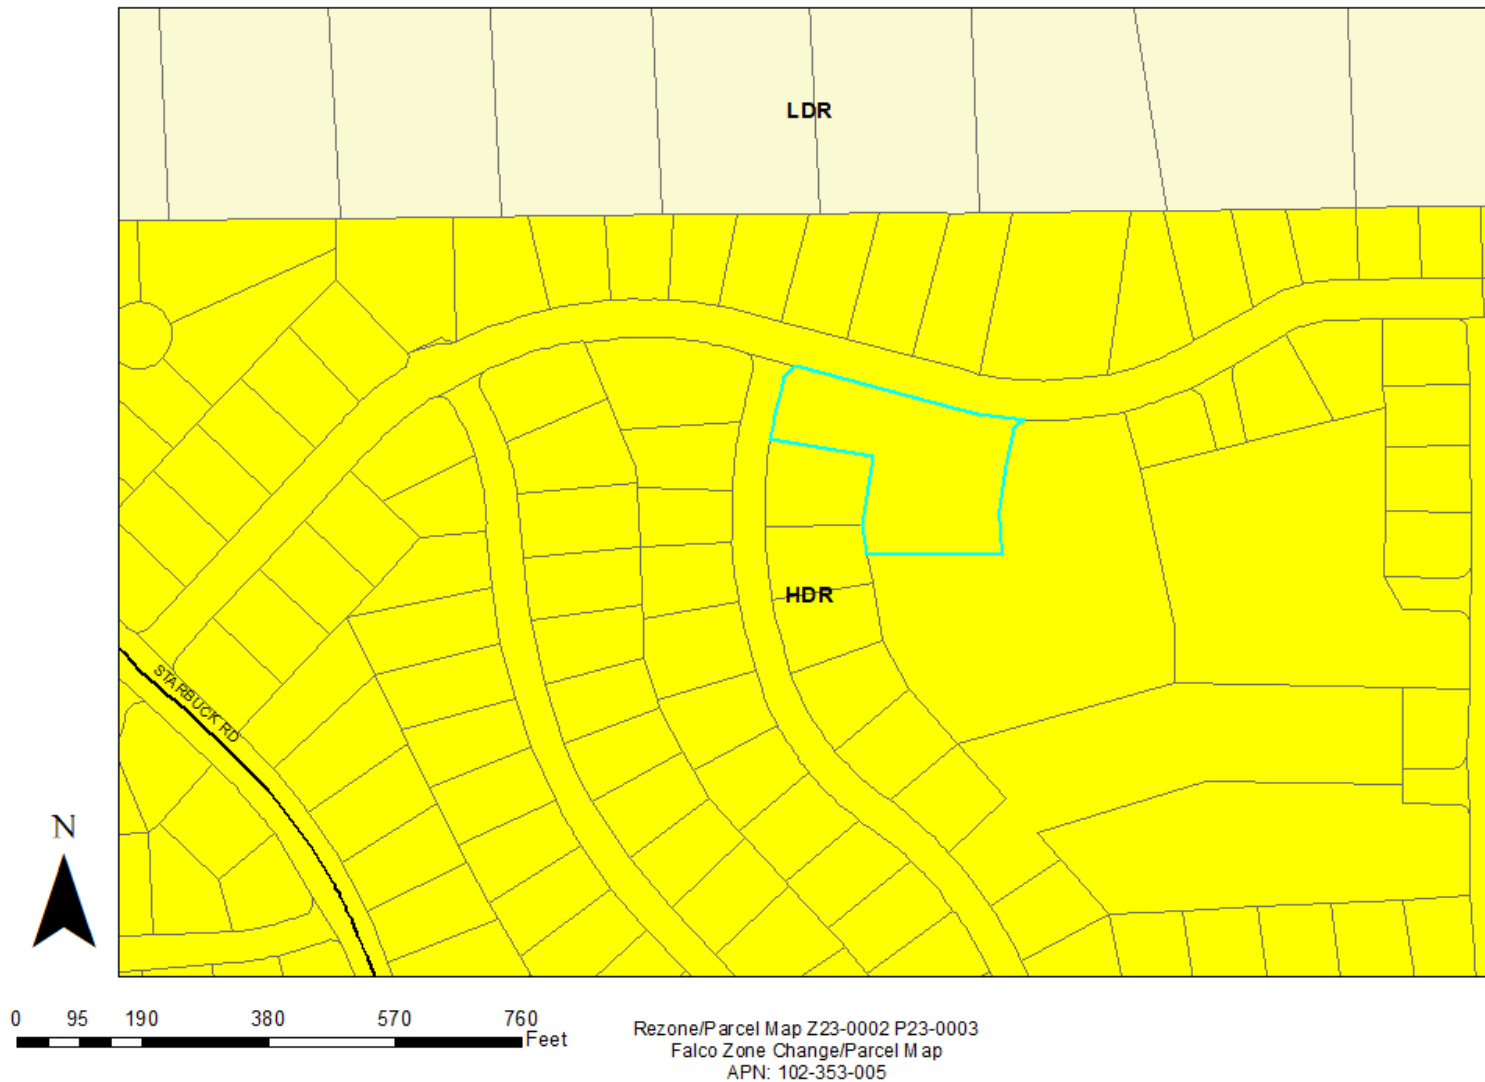 LDR
HDR
STARBUCK RD
N
0 95 190 380 570 760
Feet
Rezone/Parcel Map Z23-0002 P23-0003
Falco Zone Change/Parcel Map
APN: 102-353-005